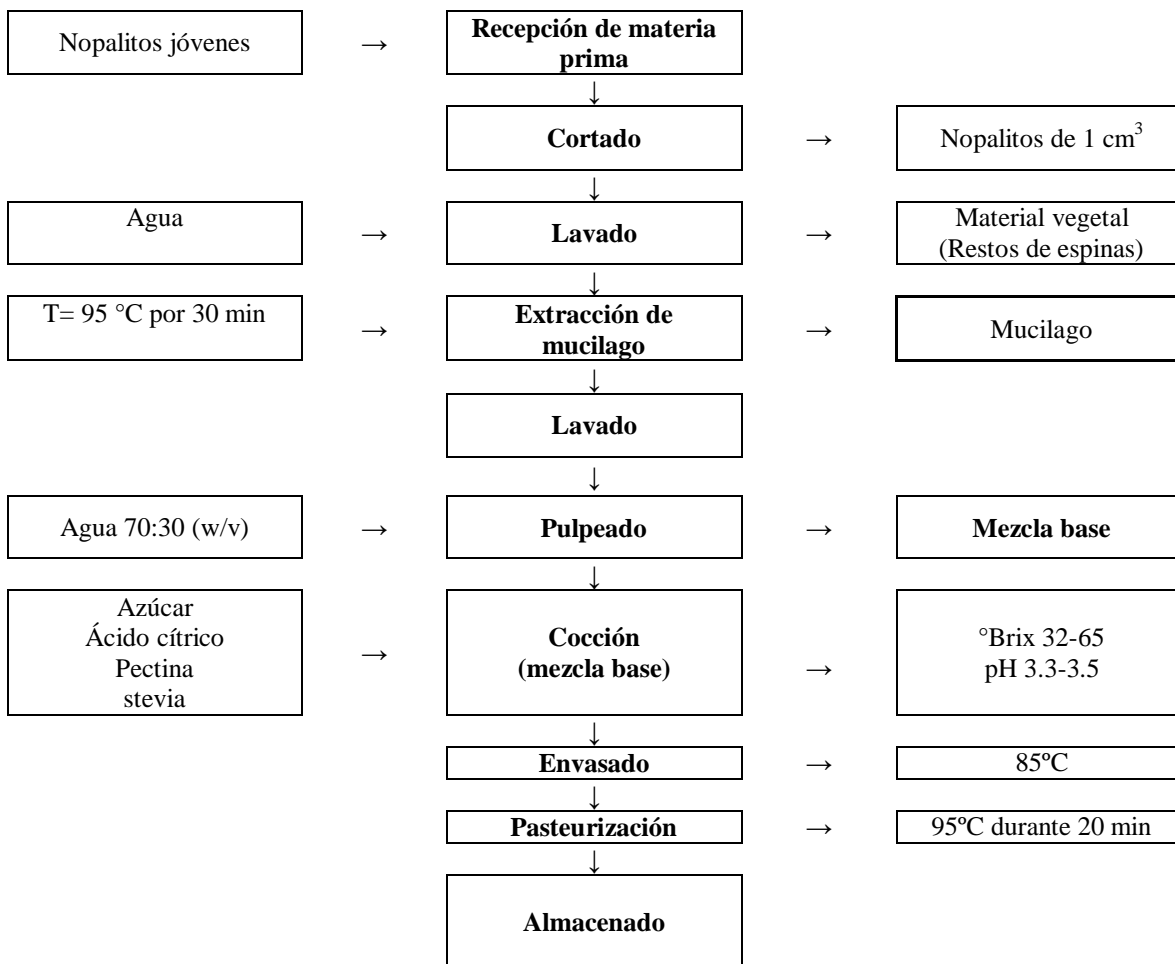 Nopalitos jóvenes → Recepción de materia
prima
↓
Cortado → Nopalitos de 1 cm³
↓
Agua → Lavado → Material vegetal
(Restos de espinas)
↓
T= 95 °C por 30 min → Extracción de
mucilago → Mucilago
↓
Lavado
↓
Agua 70:30 (w/v) → Pulpeado → Mezcla base
↓
Azúcar
Ácido cítrico
Pectina
stevia
→
Cocción
(mezcla base)
→
°Brix 32-65
pH 3.3-3.5
↓
Envasado → 85ºC
↓
Pasteurización → 95ºC durante 20 min
↓
Almacenado